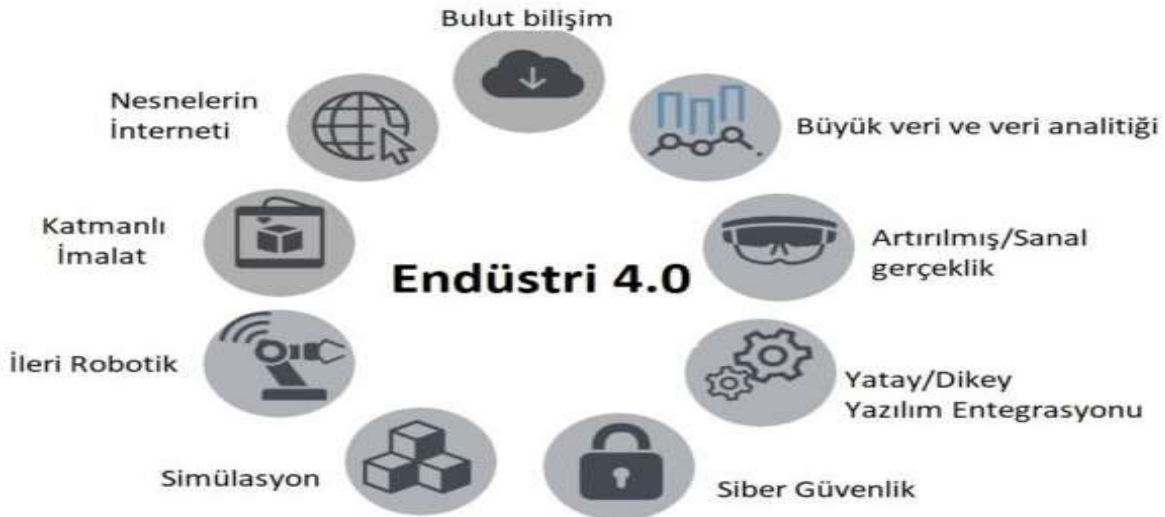 Bulut bilişim
Nesnelerin
İnterneti
Büyük veri ve veri analitiği
Katmanlı
İmalat
Artırılmış/Sanal
gerçeklik
Endüstri 4.0
İleri Robotik
Yatay/Dikey
Yazılım Entegrasyonu
Simülasyon
Siber Güvenlik